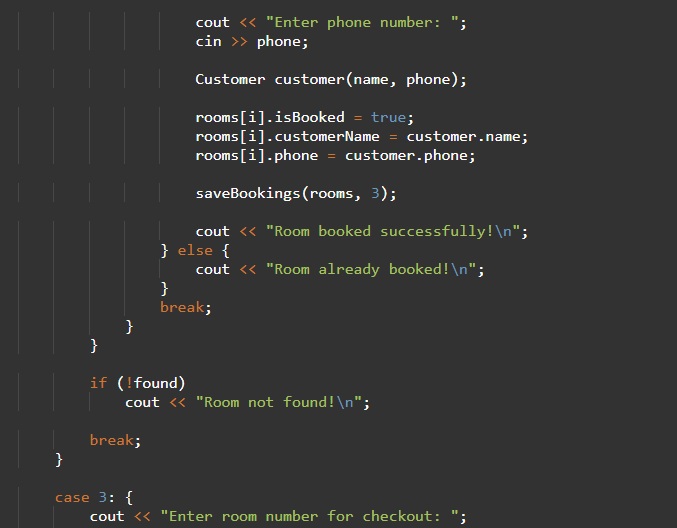 cout << "Enter phone number: ";
cin >> phone;
Customer customer(name, phone);
rooms[i].isBooked = true;
rooms[i].customerName = customer.name;
rooms[i].phone = customer.phone;
saveBookings(rooms, 3);
cout << "Room booked successfully!\n";
} else {
cout << "Room already booked!\n";
}
break;
}
}
if (!found)
cout << "Room not found!\n";
break;
}
case 3: {
cout << "Enter room number for checkout: ";